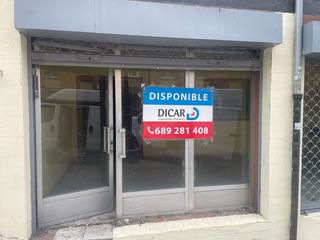 DISPONIBLE
DICAR
689 281 408